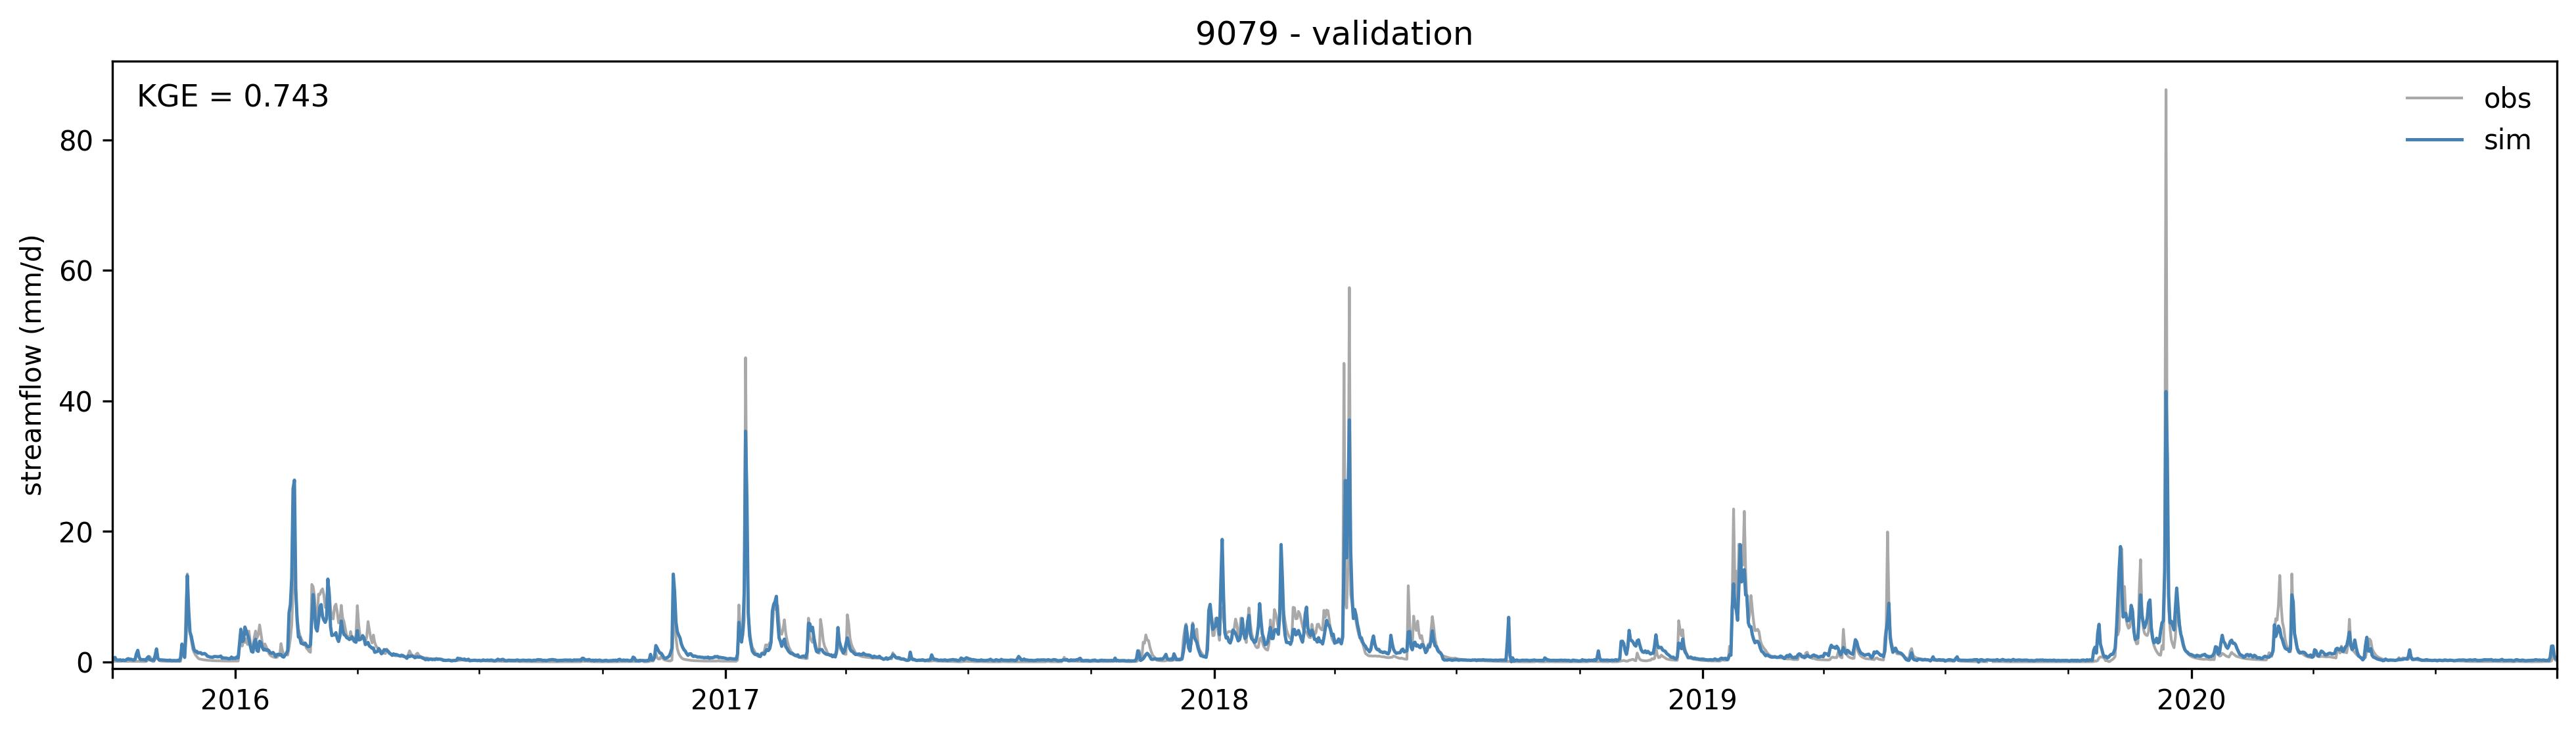 9079 - validation
KGE = 0.743
obs
sim
streamflow (mm/d)
80
60
40
20
0
2016
2017
2018
2019
2020